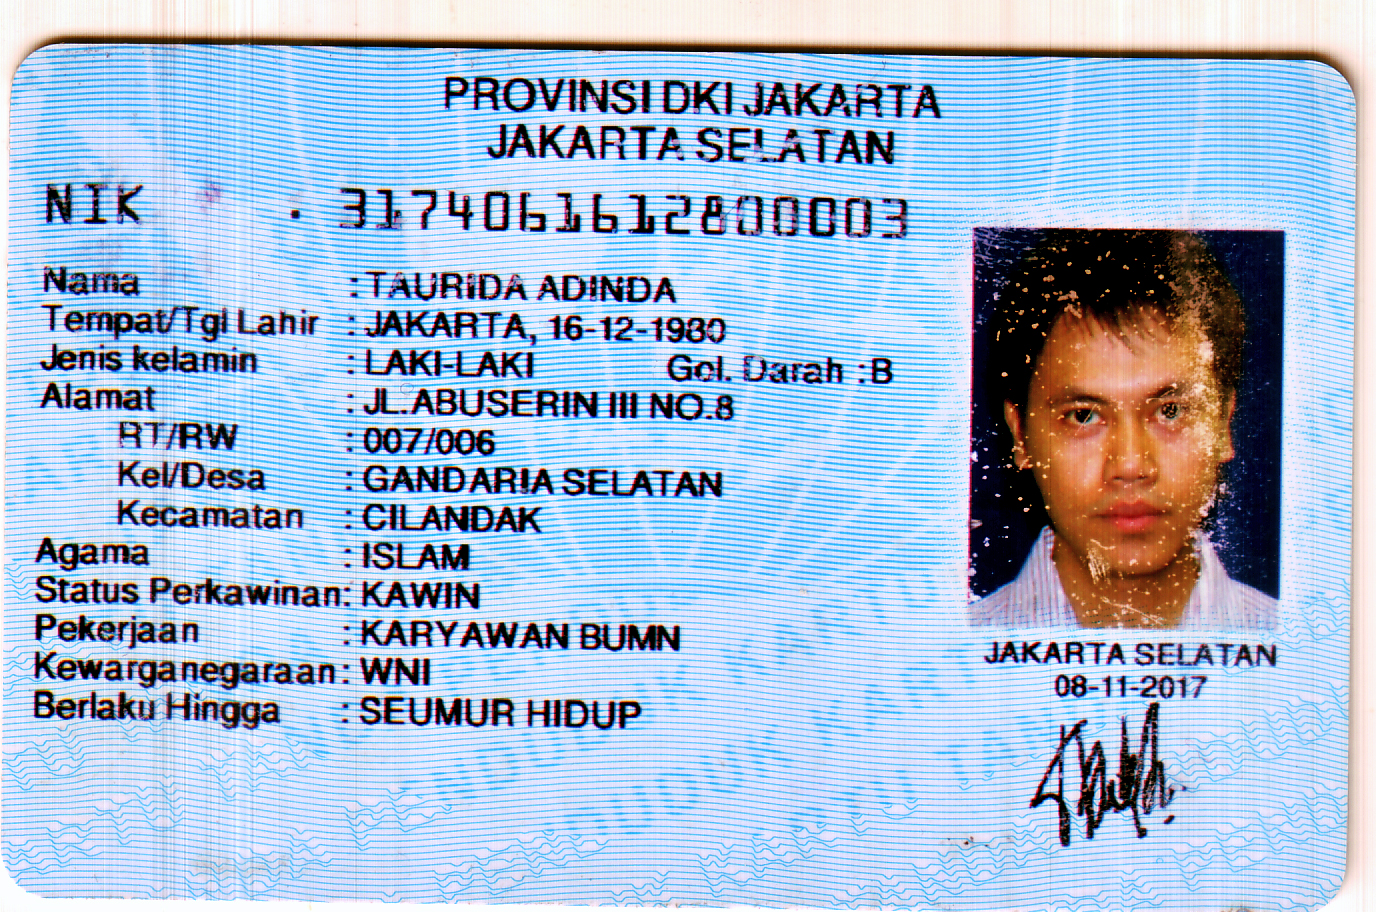 PROVINSI DKI JAKARTA
JAKARTA SELATAN
NIK : 3174061612800003
Nama : TAURIDA ADINDA
Tempat/Tgl Lahir : JAKARTA, 16-12-1980
Jenis kelamin : LAKI-LAKI Gol. Darah : B
Alamat : JL.ABUSERIN III NO.8
RT/RW : 007/006
Kel/Desa : GANDARIA SELATAN
Kecamatan : CILANDAK
Agama : ISLAM
Status Perkawinan: KAWIN
Pekerjaan : KARYAWAN BUMN
Kewarganegaraan: WNI
Berlaku Hingga : SEUMUR HIDUP
JAKARTA SELATAN
08-11-2017